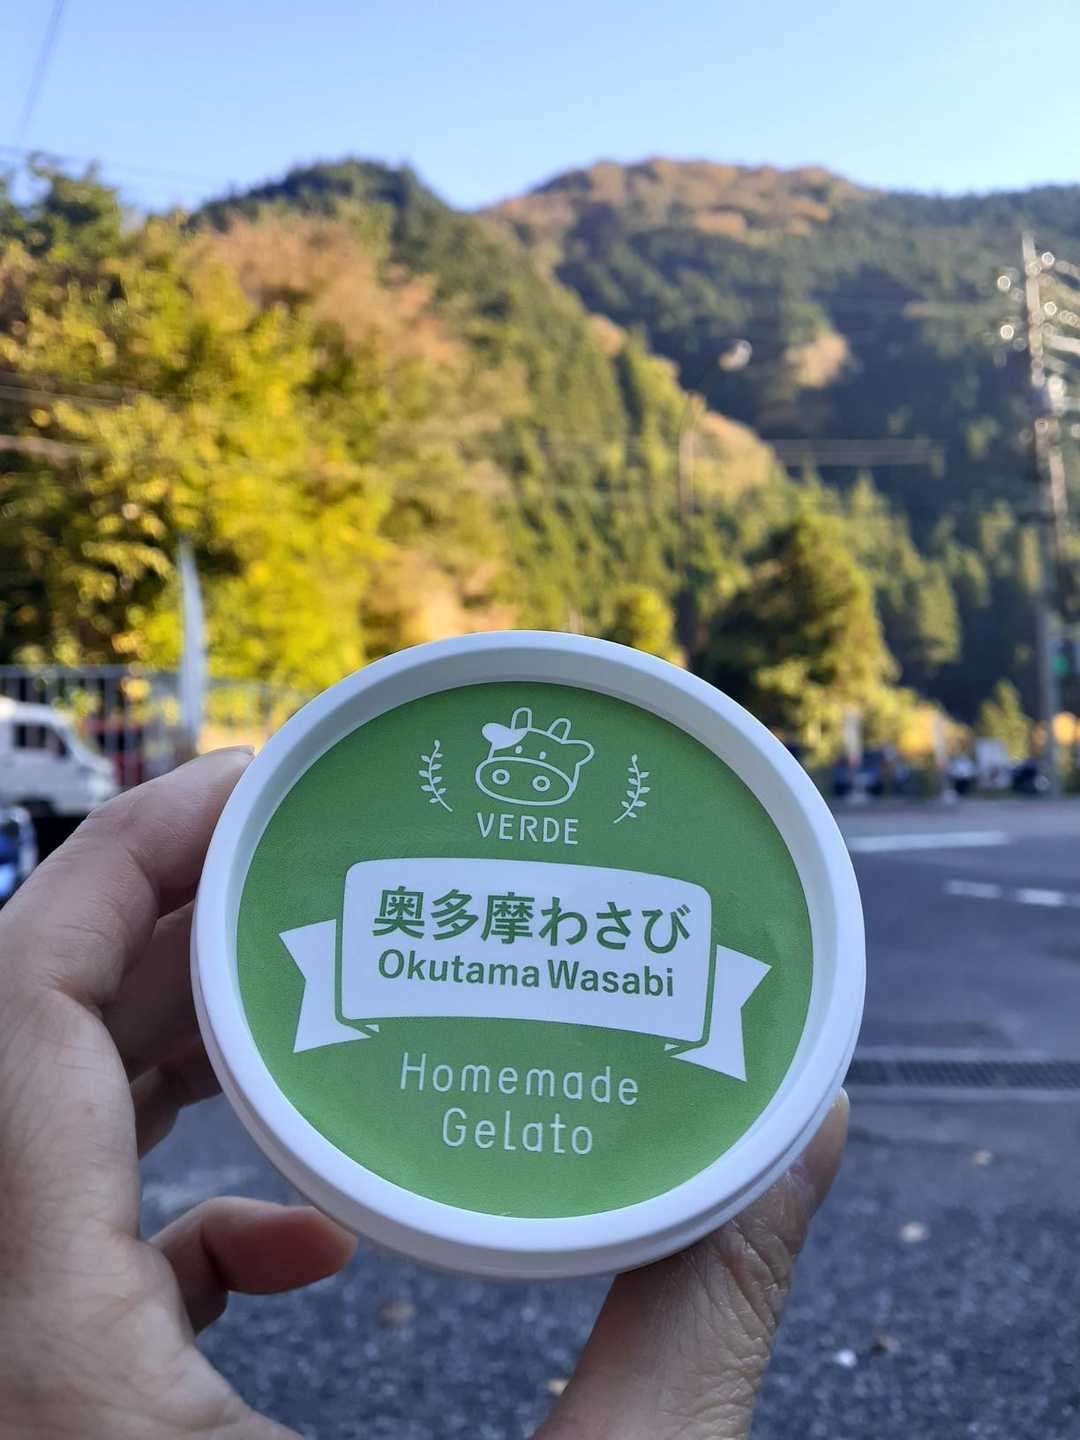 VERDE
奥多摩わさび
Okutama Wasabi
Homemade
Gelato